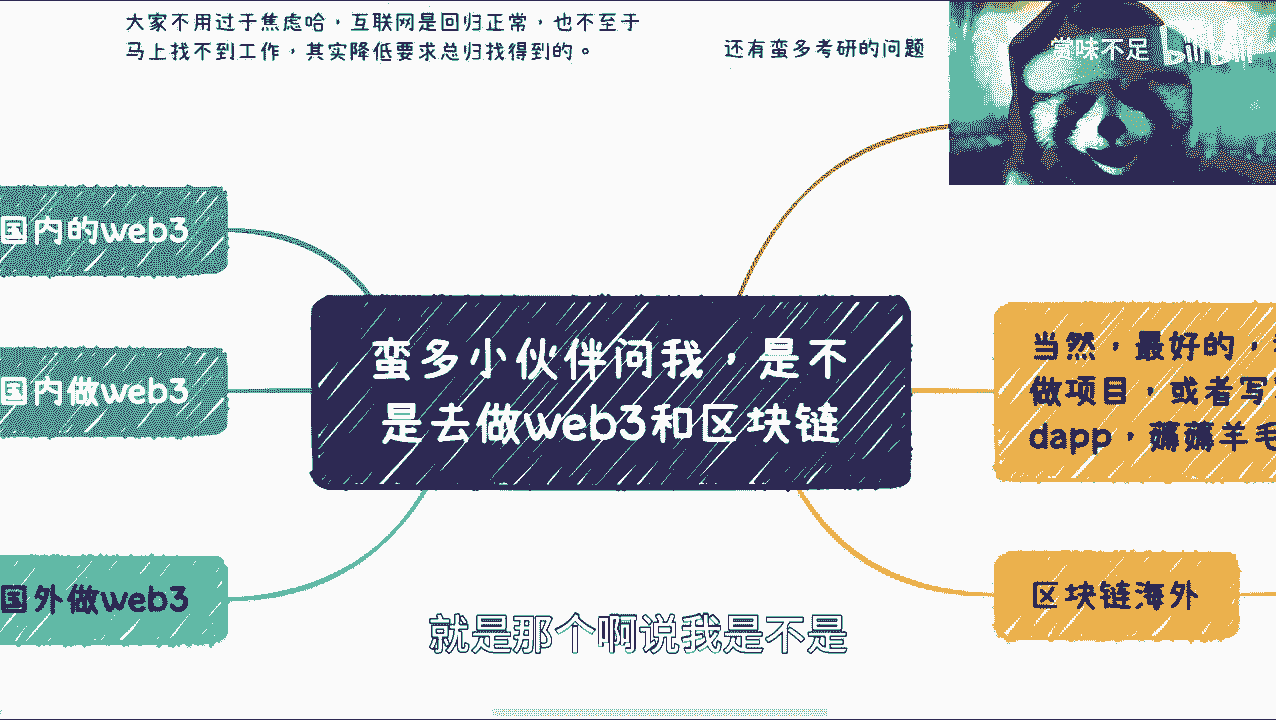 大家不用过于焦虑哈，互联网是回归正常，也不至于
马上找不到工作，其实降低要求总归找得到的。
还有蛮多考研的问题
赏味不足 bilibili
国内的web3
国内做web3
国外做web3
蛮多小伙伴问我，是不
是去做web3和区块链
当然，最好的，
做项目，或者写
dapp，薅薅羊毛
区块链海外
就是那个啊说我是不是